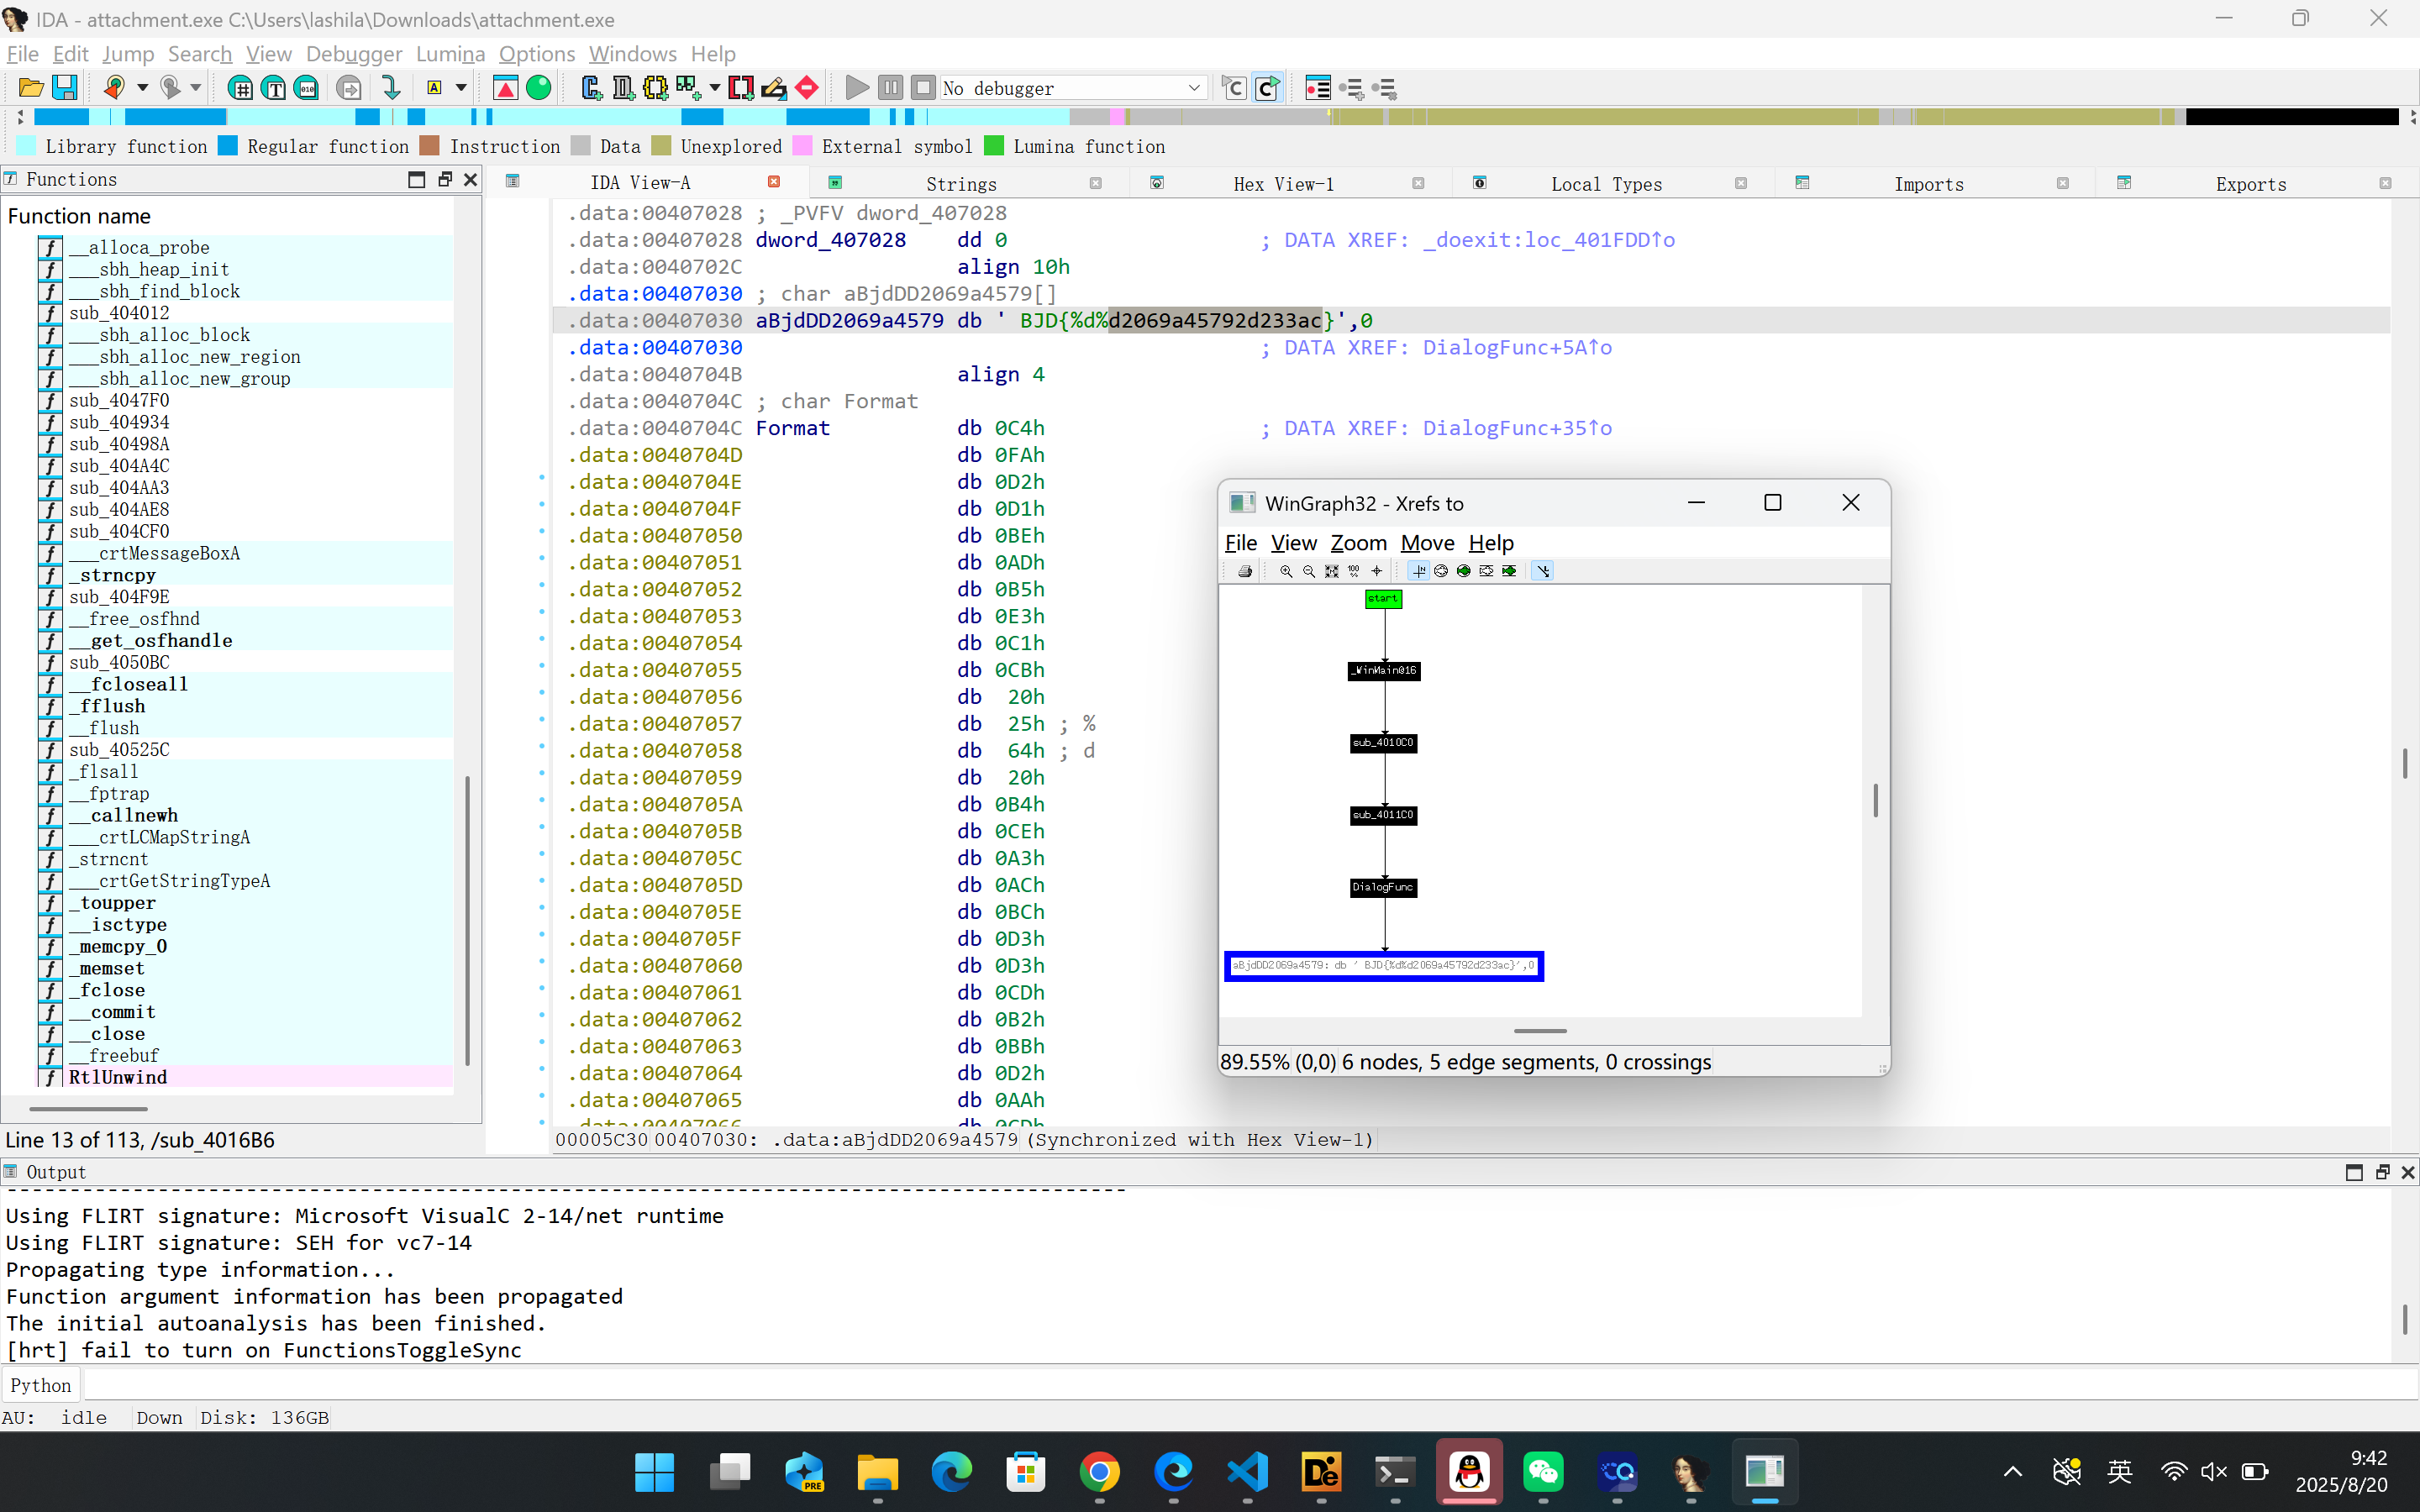 IDA - attachment.exe C:\Users\lashila\Downloads\attachment.exe
File Edit Jump Search View Debugger Lumina Options Windows Help
No debugger
Library function Regular function Instruction Data Unexplored External symbol Lumina function
Functions
Function name
__alloca_probe
___sbh_heap_init
___sbh_find_block
sub_404012
___sbh_alloc_block
___sbh_alloc_new_region
___sbh_alloc_new_group
sub_4047F0
sub_404934
sub_40498A
sub_404A4C
sub_404AA3
sub_404AE8
sub_404CF0
___crtMessageBoxA
_strncpy
sub_404F9E
__free_osfhnd
__get_osfhandle
sub_4050BC
__fcloseall
_fflush
__flush
sub_40525C
_flsall
__fptrap
__callnewh
___crtLCMapStringA
_strncnt
___crtGetStringTypeA
_toupper
__isctype
_memcpy_0
_memset
_fclose
__commit
__close
__freebuf
RtlUnwind
Line 13 of 113, /sub_4016B6
IDA View-A Strings Hex View-1 Local Types Imports Exports
.data:00407028 ; _PVFV dword_407028
.data:00407028 dword_407028 dd 0 ; DATA XREF: _doexit:loc_401FDD↑o
.data:0040702C align 10h
.data:00407030 ; char aBjdDD2069a4579[]
.data:00407030 aBjdDD2069a4579 db ' BJD{%d%d2069a45792d233ac}',0
.data:00407030 ; DATA XREF: DialogFunc+5A↑o
.data:0040704B align 4
.data:0040704C ; char Format
.data:0040704C Format db 0C4h ; DATA XREF: DialogFunc+35↑o
.data:0040704D db 0FAh
.data:0040704E db 0D2h
.data:0040704F db 0D1h
.data:00407050 db 0BEh
.data:00407051 db 0ADh
.data:00407052 db 0B5h
.data:00407053 db 0E3h
.data:00407054 db 0C1h
.data:00407055 db 0CBh
.data:00407056 db 20h
.data:00407057 db 25h ; %
.data:00407058 db 64h ; d
.data:00407059 db 20h
.data:0040705A db 0B4h
.data:0040705B db 0CEh
.data:0040705C db 0A3h
.data:0040705D db 0ACh
.data:0040705E db 0BCh
.data:0040705F db 0D3h
.data:00407060 db 0D3h
.data:00407061 db 0CDh
.data:00407062 db 0B2h
.data:00407063 db 0BBh
.data:00407064 db 0D2h
.data:00407065 db 0AAh
00005C30 00407030: .data:aBjdDD2069a4579 (Synchronized with Hex View-1)
WinGraph32 - Xrefs to
File View Zoom Move Help
start
_WinMain@16
sub_4010C0
sub_4011C0
DialogFunc
aBjdDD2069a4579: db ' BJD{%d%d2069a45792d233ac}',0
89.55% (0,0) 6 nodes, 5 edge segments, 0 crossings
Output
Using FLIRT signature: Microsoft VisualC 2-14/net runtime
Using FLIRT signature: SEH for vc7-14
Propagating type information...
Function argument information has been propagated
The initial autoanalysis has been finished.
[hrt] fail to turn on FunctionsToggleSync
Python
AU: idle Down Disk: 136GB
PRE
De
英
9:42
2025/8/20